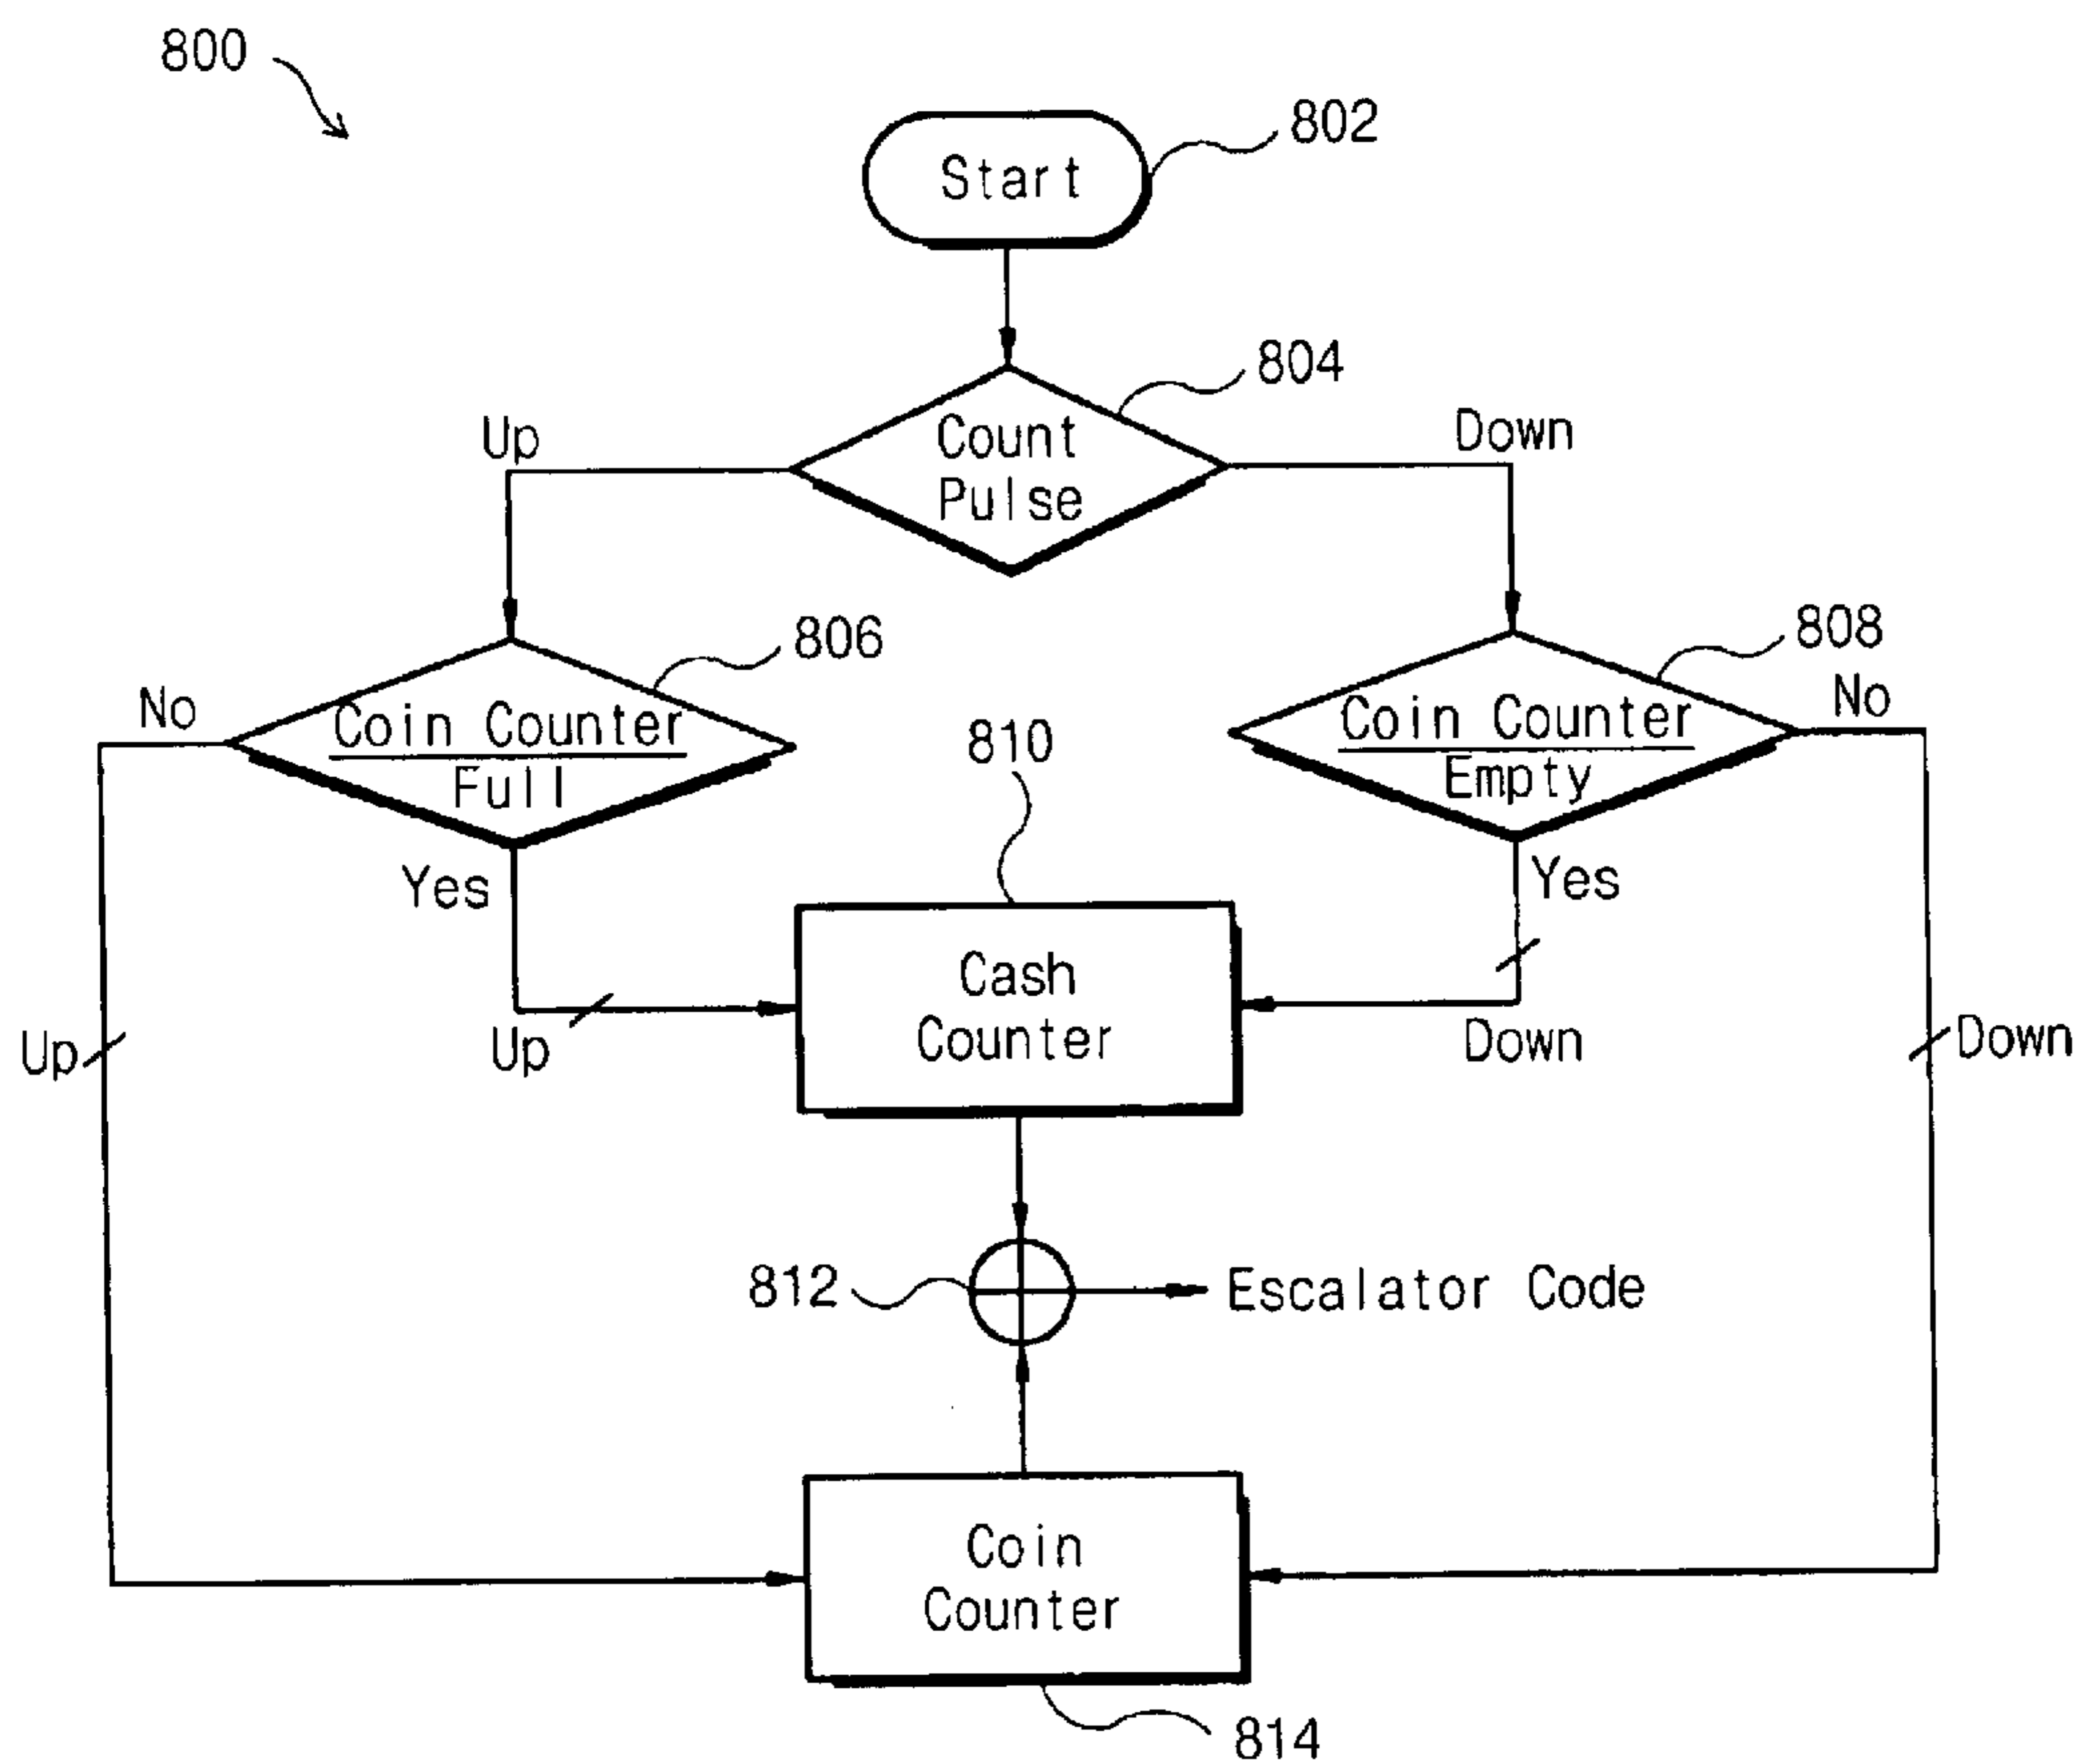 800
802
Start
804
Count
Pulse
Up
Down
806
808
No
Coin Counter
Full
810
Coin Counter
Empty
No
Yes
Yes
Cash
Counter
Up
Up
Down
Down
812
Escalator Code
Coin
Counter
814